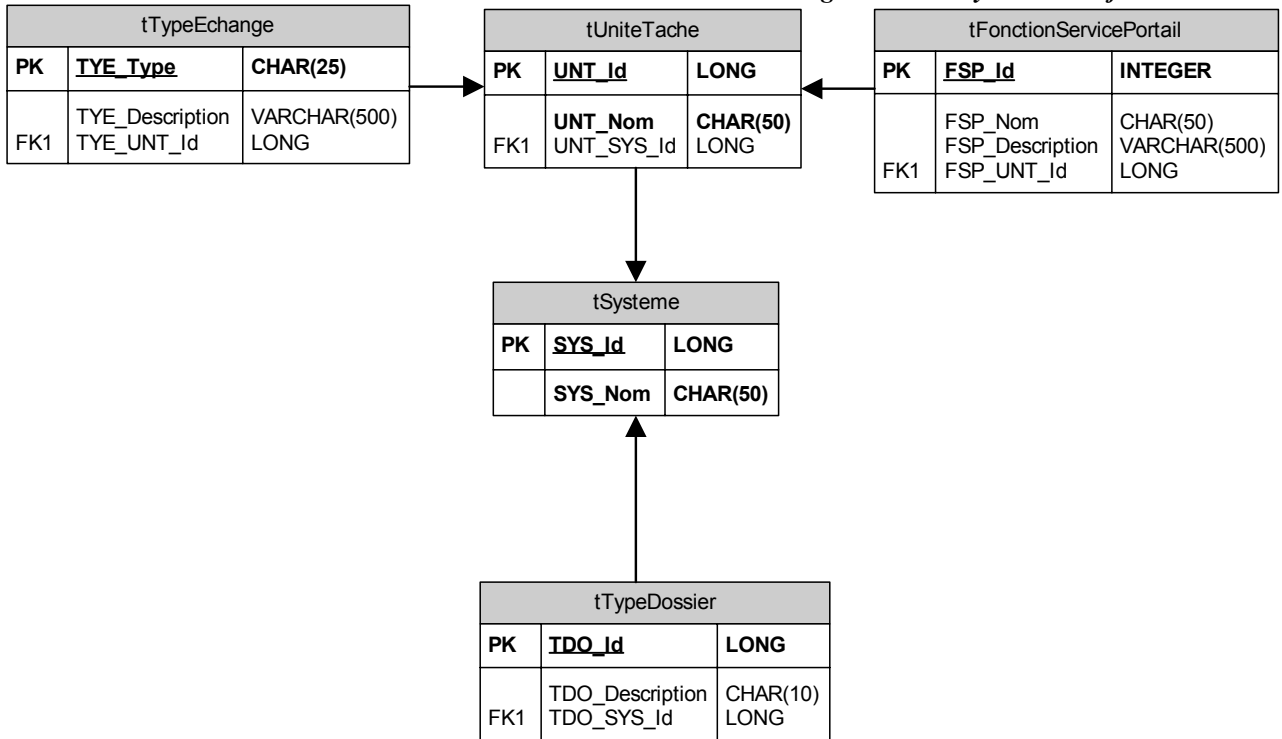 tTypeEchange
PK TYE_Type CHAR(25)
TYE_Description VARCHAR(500)
FK1 TYE_UNT_Id LONG
tUniteTache
PK UNT_Id LONG
UNT_Nom CHAR(50)
FK1 UNT_SYS_Id LONG
tFonctionServicePortail
PK FSP_Id INTEGER
FSP_Nom CHAR(50)
FSP_Description VARCHAR(500)
FK1 FSP_UNT_Id LONG
tSysteme
PK SYS_Id LONG
SYS_Nom CHAR(50)
tTypeDossier
PK TDO_Id LONG
TDO_Description CHAR(10)
FK1 TDO_SYS_Id LONG